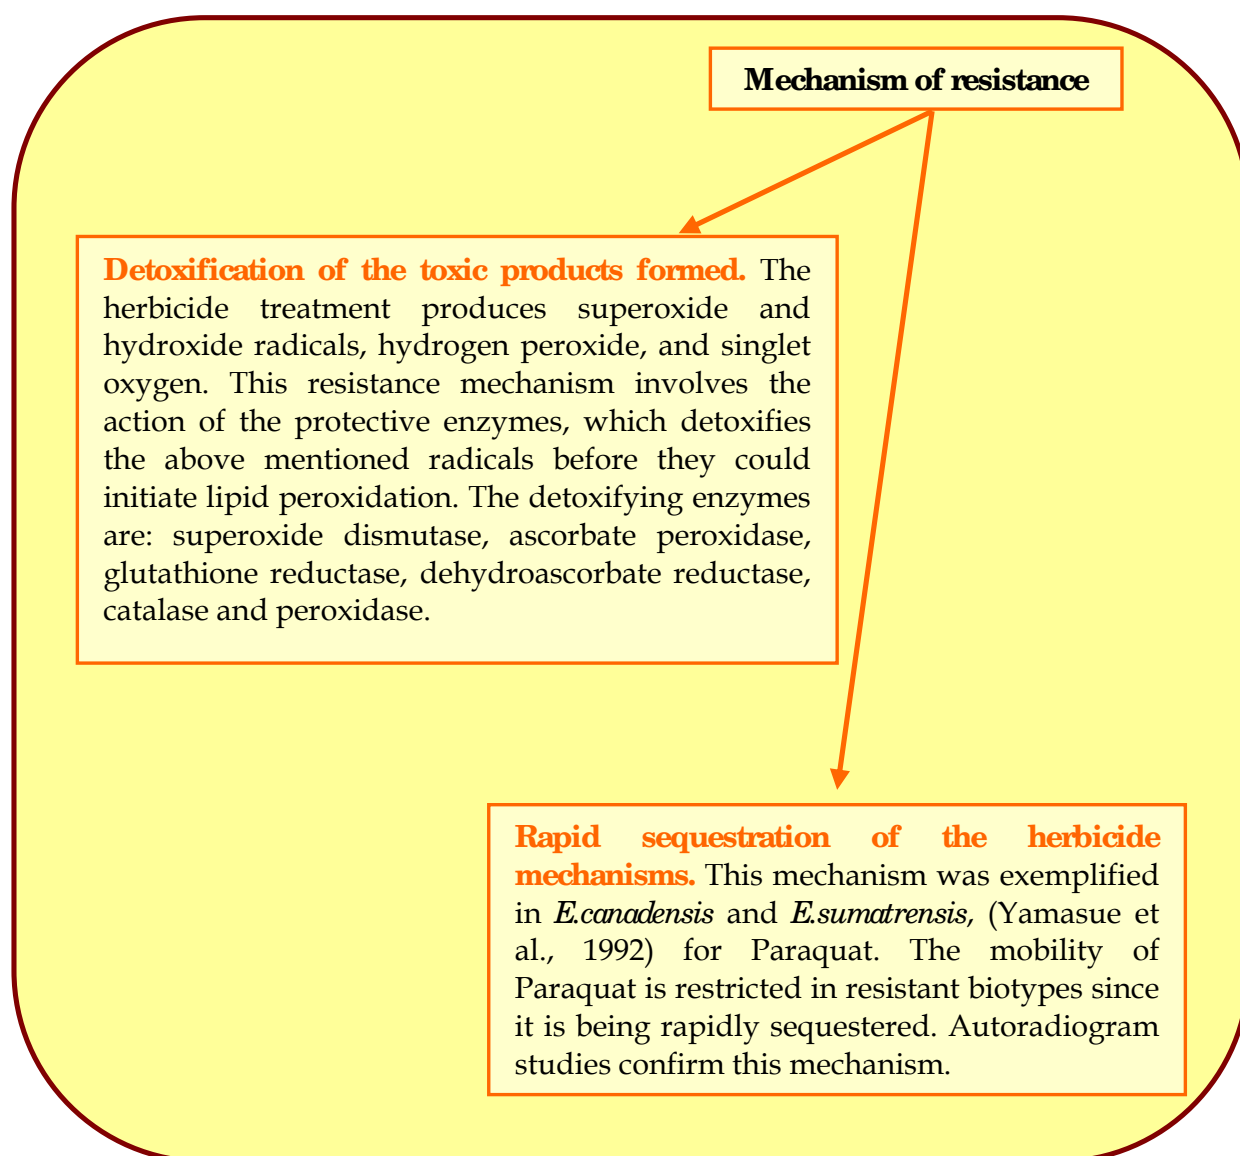 Mechanism of resistance
Detoxification of the toxic products formed. The
herbicide treatment produces superoxide and
hydroxide radicals, hydrogen peroxide, and singlet
oxygen. This resistance mechanism involves the
action of the protective enzymes, which detoxifies
the above mentioned radicals before they could
initiate lipid peroxidation. The detoxifying enzymes
are: superoxide dismutase, ascorbate peroxidase,
glutathione reductase, dehydroascorbate reductase,
catalase and peroxidase.
Rapid sequestration of the herbicide
mechanisms. This mechanism was exemplified
in E.canadensis and E.sumatrensis, (Yamasue et
al., 1992) for Paraquat. The mobility of
Paraquat is restricted in resistant biotypes since
it is being rapidly sequestered. Autoradiogram
studies confirm this mechanism.